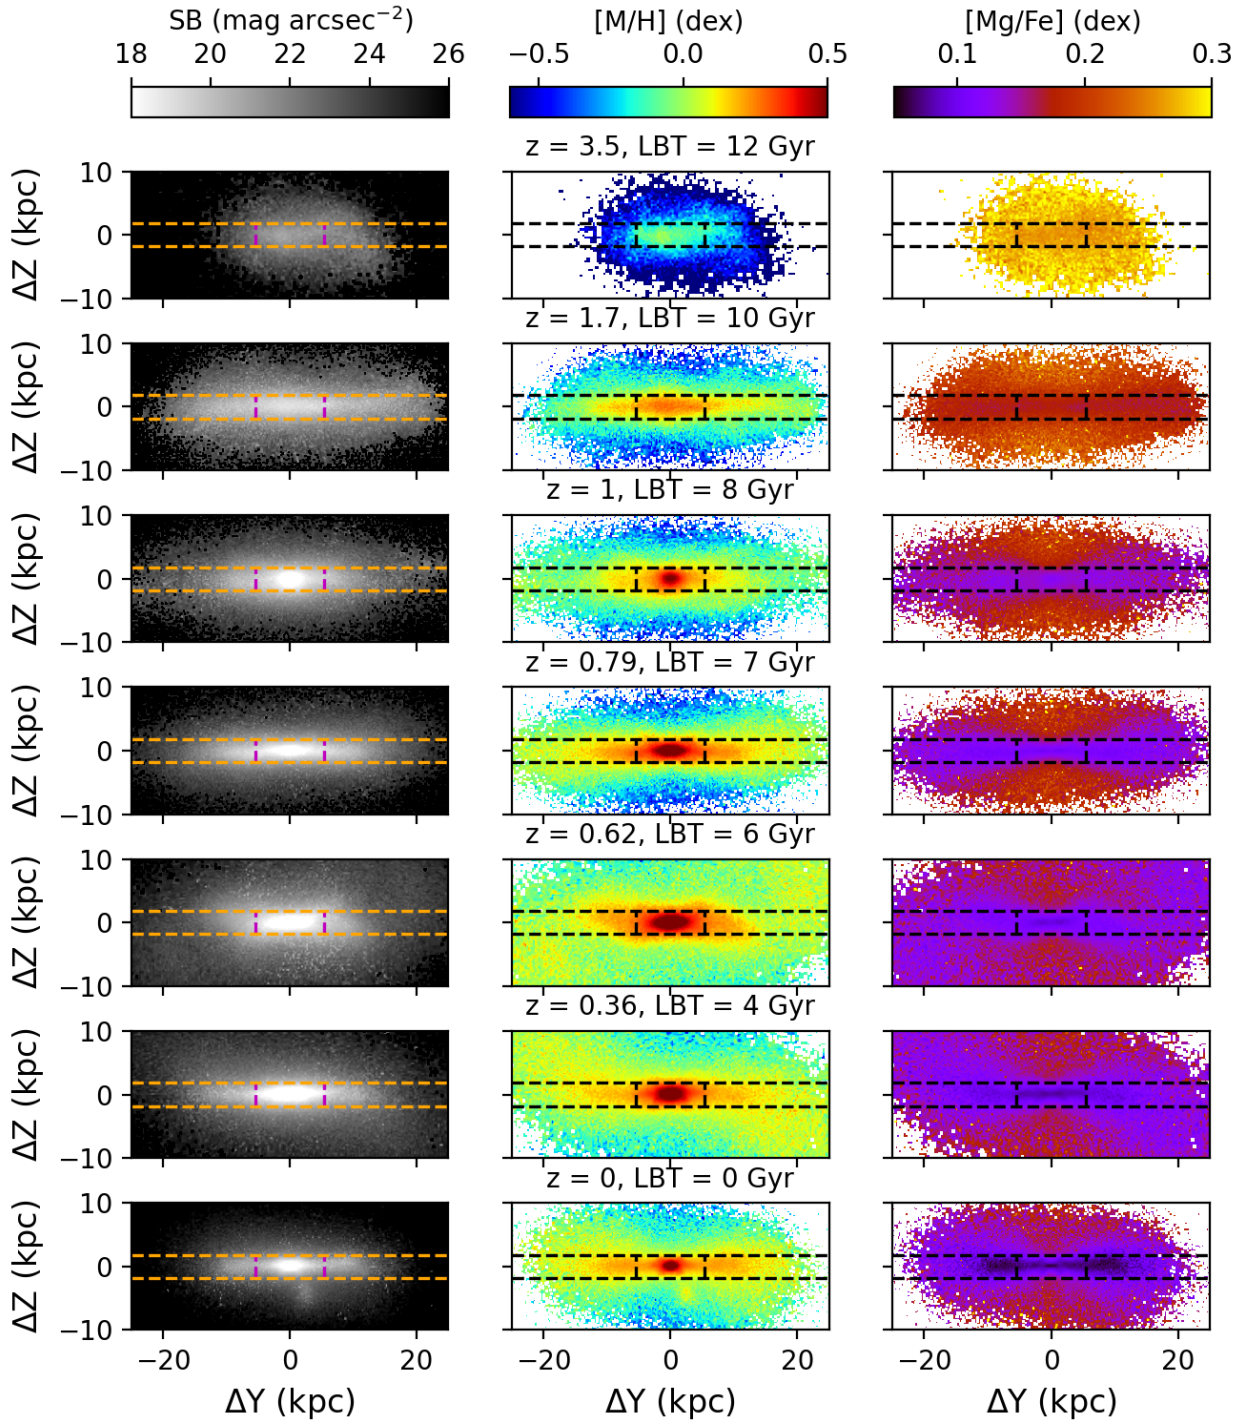 SB (mag arcsec⁻²) [M/H] (dex) [Mg/Fe] (dex)
18 20 22 24 26 −0.5 0.0 0.5 0.1 0.2 0.3
z = 3.5, LBT = 12 Gyr
10
0
−10
ΔZ (kpc)
z = 1.7, LBT = 10 Gyr
10
0
−10
ΔZ (kpc)
z = 1, LBT = 8 Gyr
10
0
−10
ΔZ (kpc)
z = 0.79, LBT = 7 Gyr
10
0
−10
ΔZ (kpc)
z = 0.62, LBT = 6 Gyr
10
0
−10
ΔZ (kpc)
z = 0.36, LBT = 4 Gyr
10
0
−10
ΔZ (kpc)
z = 0, LBT = 0 Gyr
10
0
−10
ΔZ (kpc)
−20 0 20 −20 0 20 −20 0 20
ΔY (kpc) ΔY (kpc) ΔY (kpc)